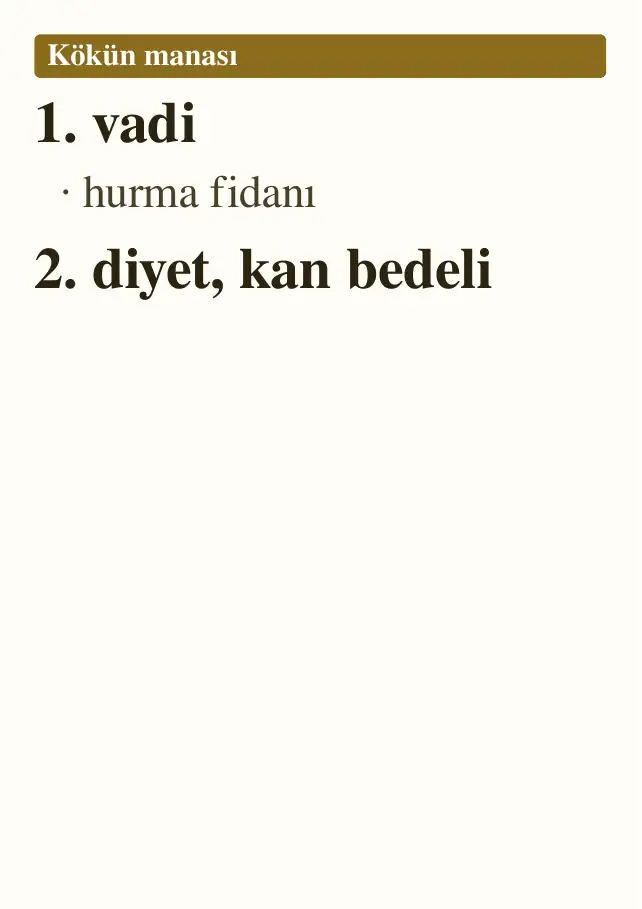 Kökün manası
1. vadi
· hurma fidanı
2. diyet, kan bedeli